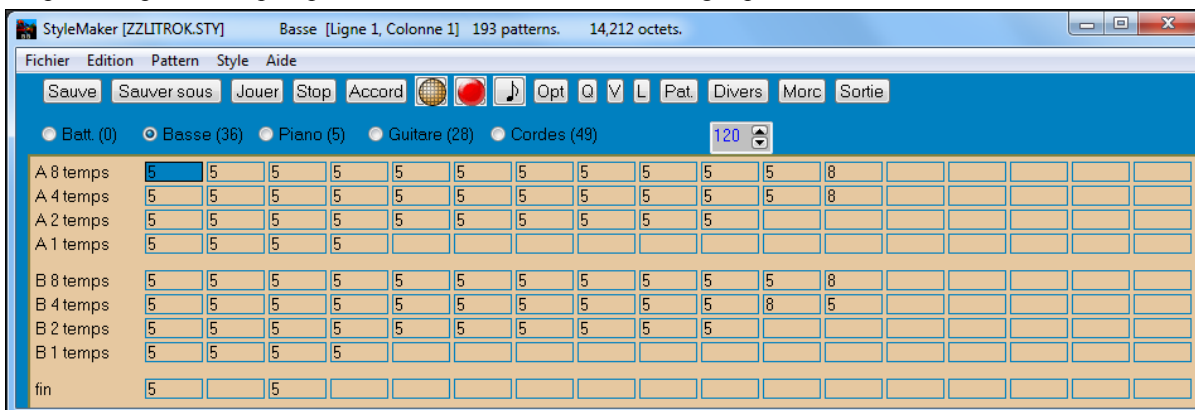 StyleMaker [ZZLITROK.STY] Basse [Ligne 1, Colonne 1] 193 patterns. 14,212 octets.
Fichier Edition Pattern Style Aide
Sauve Sauver sous Jouer Stop Accord Opt Q V L Pat. Divers Morc Sortie
Batt. (0) Basse (36) Piano (5) Guitare (28) Cordes (49) 120
A 8 temps 5 5 5 5 5 5 5 5 5 5 5 8
A 4 temps 5 5 5 5 5 5 5 5 5 5 5 8
A 2 temps 5 5 5 5 5 5 5 5 5 5
A 1 temps 5 5 5 5
B 8 temps 5 5 5 5 5 5 5 5 5 5 5 8
B 4 temps 5 5 5 5 5 5 5 5 5 5 8 5
B 2 temps 5 5 5 5 5 5 5 5 5 5
B 1 temps 5 5 5 5
fin 5 5